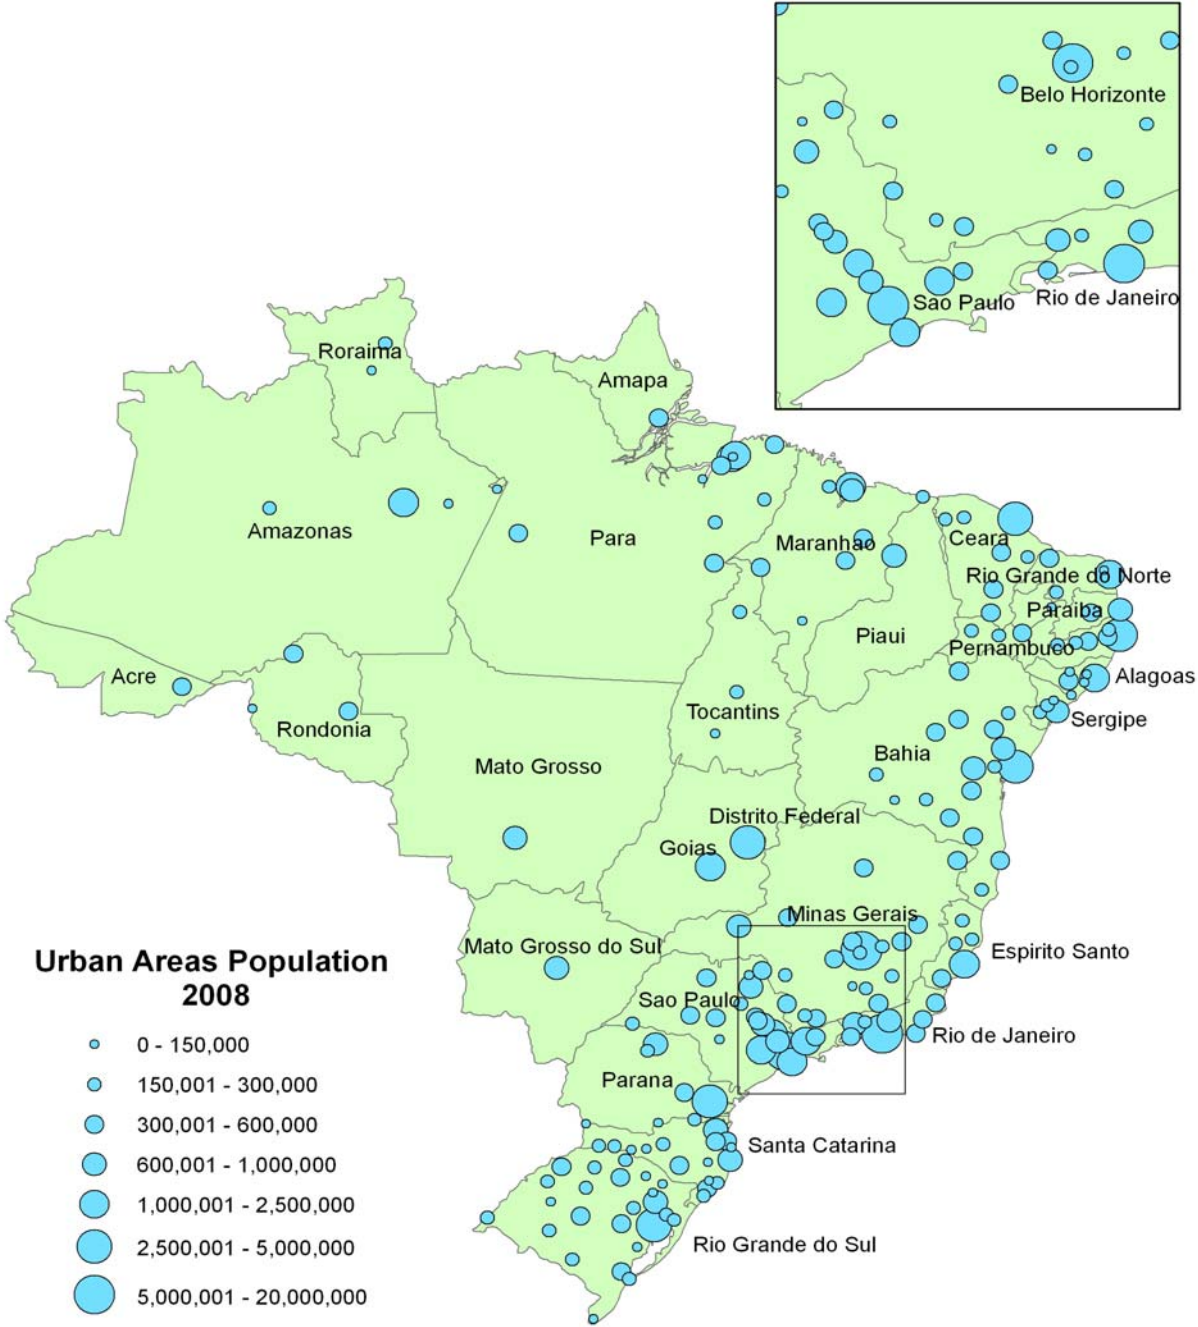 Belo Horizonte
Sao Paulo
Rio de Janeiro
Roraima
Amapa
Amazonas
Para
Maranhao
Ceara
Rio Grande do Norte
Paraiba
Piaui
Pernambuco
Acre
Alagoas
Tocantins
Sergipe
Rondonia
Bahia
Mato Grosso
Distrito Federal
Goias
Minas Gerais
Mato Grosso do Sul
Espirito Santo
Sao Paulo
Rio de Janeiro
Parana
Santa Catarina
Rio Grande do Sul
Urban Areas Population
2008
0 - 150,000
150,001 - 300,000
300,001 - 600,000
600,001 - 1,000,000
1,000,001 - 2,500,000
2,500,001 - 5,000,000
5,000,001 - 20,000,000